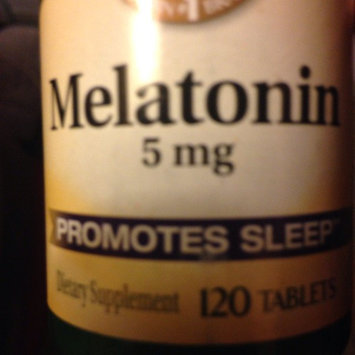 Melatonin
5 mg
PROMOTES SLEEP
Dietary Supplement 120 TABLETS